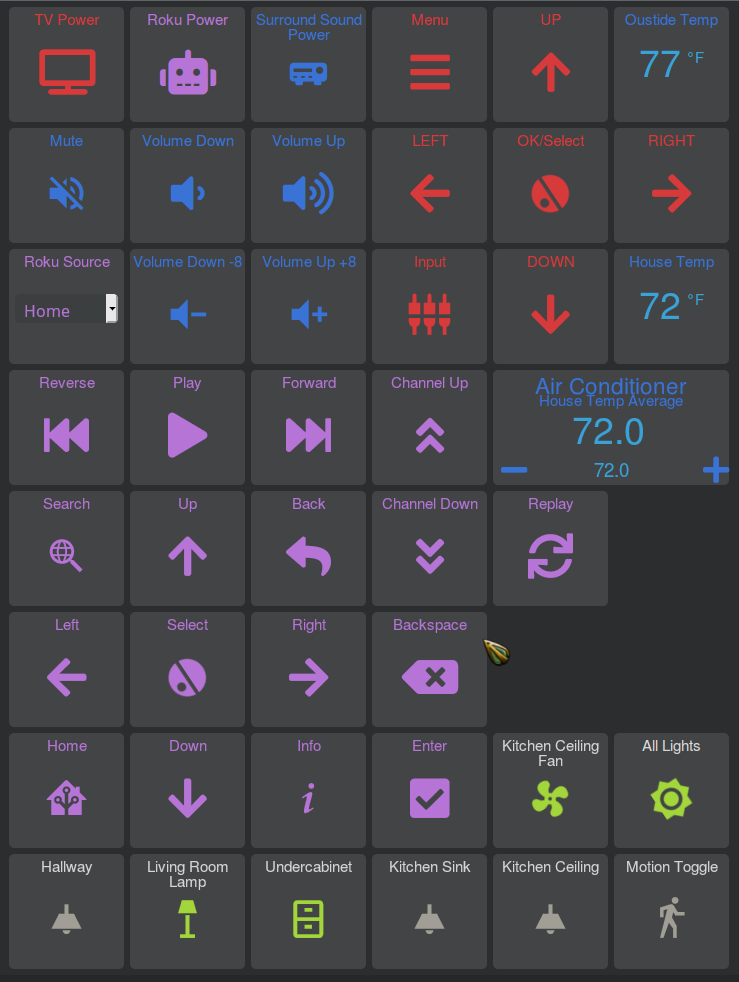 TV Power
Roku Power
Surround Sound
Power
Menu
UP
Oustide Temp
77 °F
Mute
Volume Down
Volume Up
LEFT
OK/Select
RIGHT
Roku Source
Home
Volume Down -8
Volume Up +8
Input
DOWN
House Temp
72 °F
Reverse
Play
Forward
Channel Up
Air Conditioner
House Temp Average
72.0
72.0
Search
Up
Back
Channel Down
Replay
Left
Select
Right
Backspace
Home
Down
Info
Enter
Kitchen Ceiling
Fan
All Lights
Hallway
Living Room
Lamp
Undercabinet
Kitchen Sink
Kitchen Ceiling
Motion Toggle